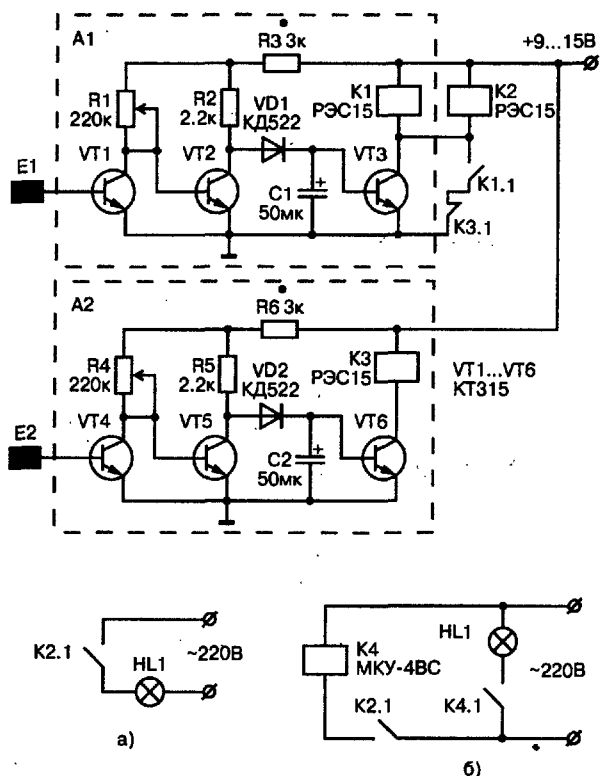 A1
R3 3к
+9...15В
R1
220к
R2
2.2к
VD1
КД522
K1
РЭС15
K2
РЭС15
VT1
VT2
VT3
E1
C1
50мк
+
K1.1
K3.1
A2
R6 3к
R4
220к
R5
2.2к
VD2
КД522
K3
РЭС15
VT1...VT6
КТ315
VT4
VT5
VT6
E2
C2
50мк
+
K2.1
HL1
~220В
а)
K4
МКУ-4ВС
HL1
~220В
K2.1
K4.1
б)